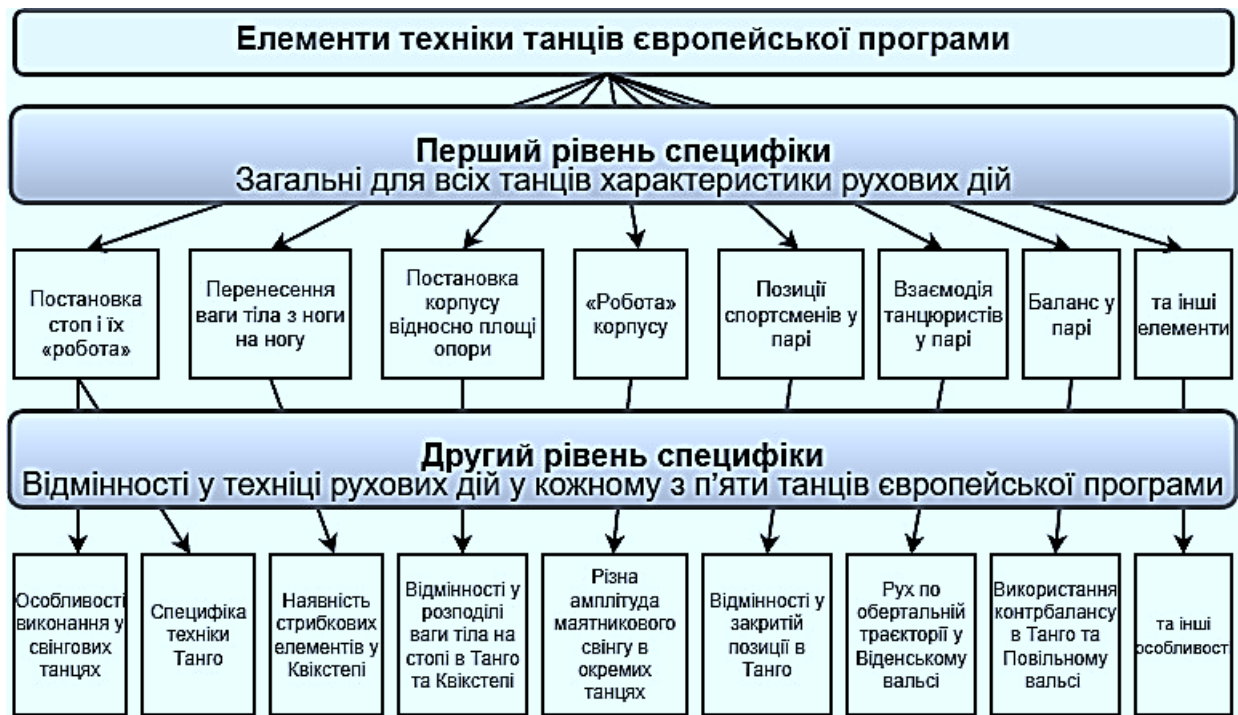 Елементи техніки танців європейської програми
Перший рівень специфіки
Загальні для всіх танців характеристики рухових дій
Постановка
стоп і їх
«робота»
Перенесення
ваги тіла з ноги
на ногу
Постановка
корпусу
відносно площі
опори
«Робота»
корпусу
Позиції
спортсменів у
парі
Взаємодія
танцюристів
у парі
Баланс у
парі
та інші
елементи
Другий рівень специфіки
Відмінності у техніці рухових дій у кожному з п'яти танців європейської програми
Особливості
виконання у
свінгових
танцях
Специфіка
техніки
Танго
Наявність
стрибкових
елементів у
Квікстепі
Відмінності у
розподілі
ваги тіла на
стопі в Танго
та Квікстепі
Різна
амплітуда
маятникового
свінгу в
окремих
танцях
Відмінності у
закритій
позиції в
Танго
Рух по
обертальній
траєкторії у
Віденському
вальсі
Використання
контрбалансу
в Танго та
Повільному
вальсі
та інші
особливості